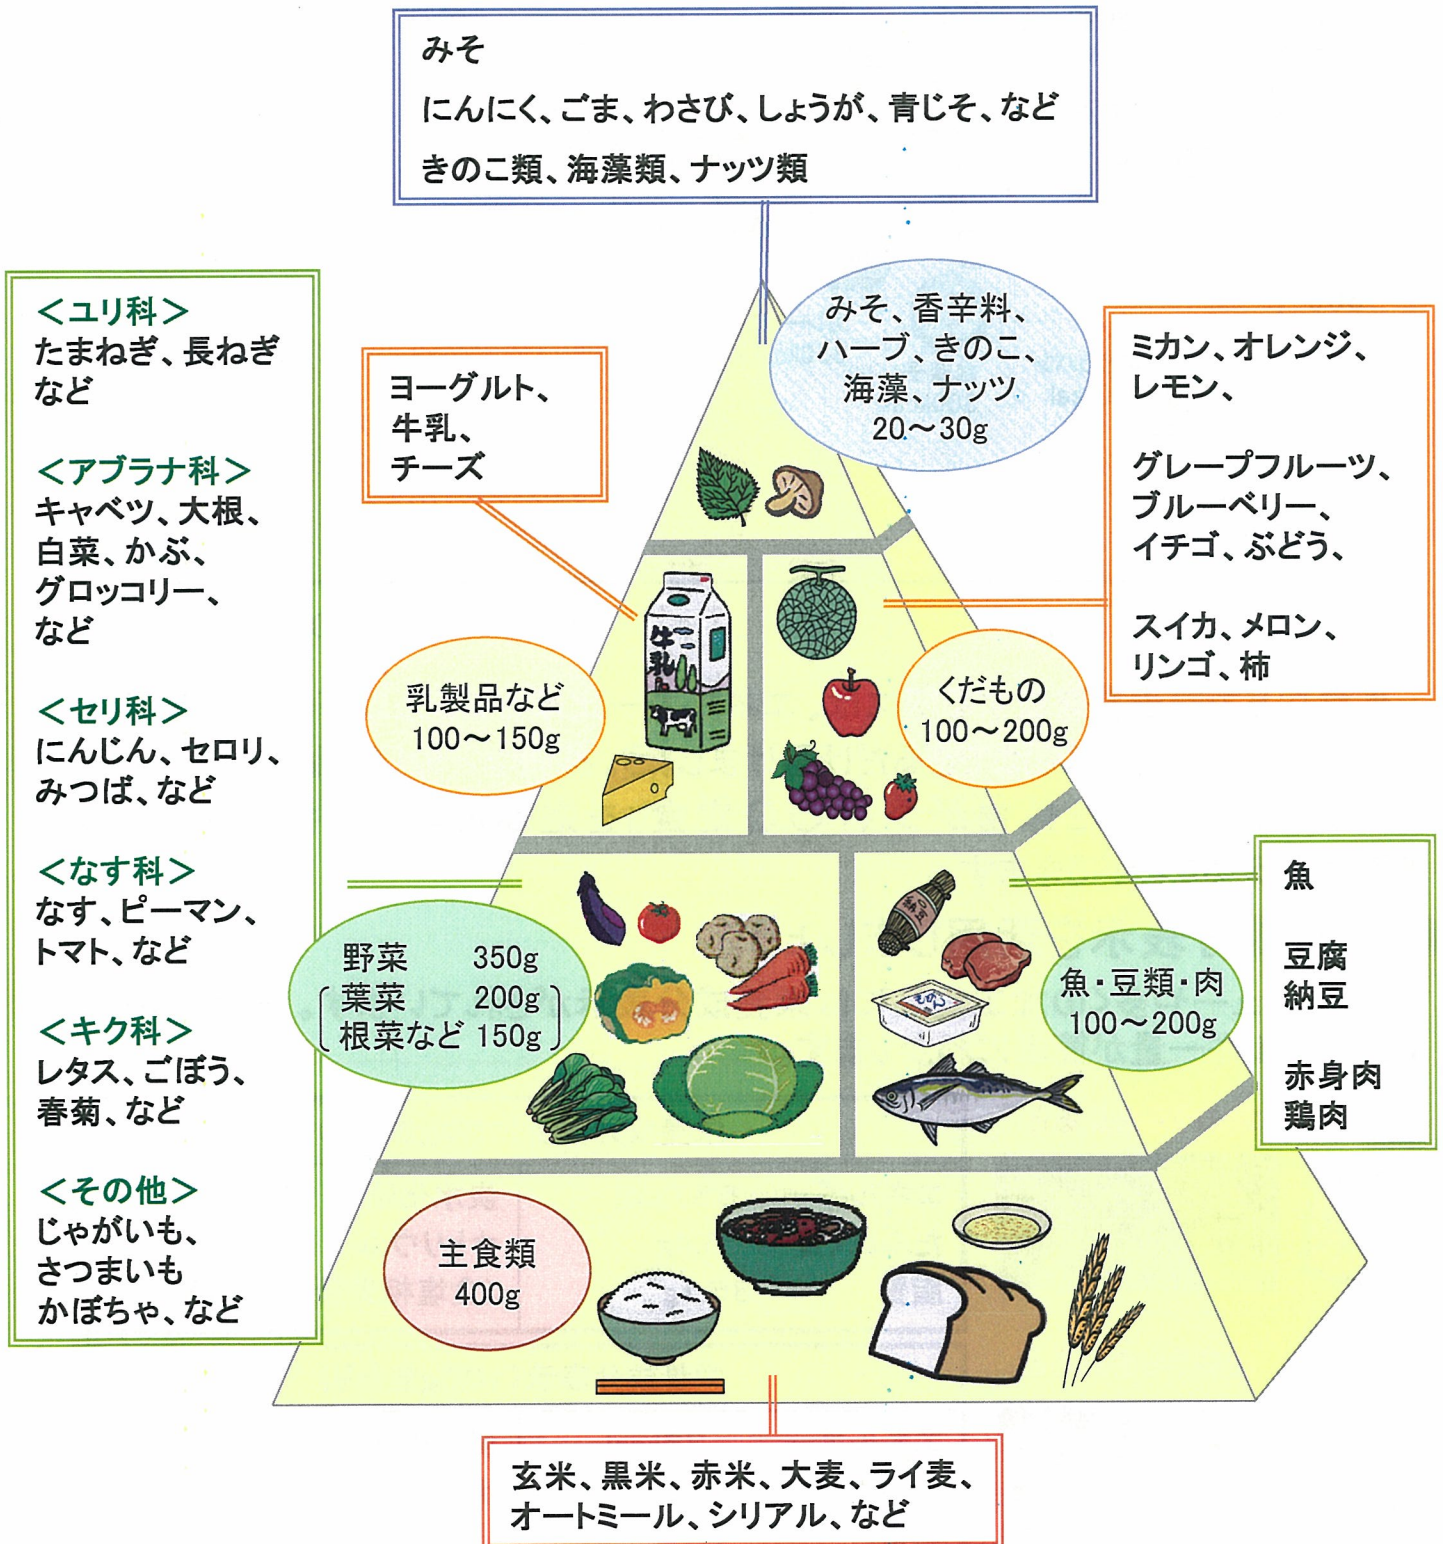 みそ
にんにく、ごま、わさび、しょうが、青じそ、など
きのこ類、海藻類、ナッツ類
みそ、香辛料、
ハーブ、きのこ、
海藻、ナッツ
20～30g
<ユリ科>
たまねぎ、長ねぎ
など
<アブラナ科>
キャベツ、大根、
白菜、かぶ、
グロッコリー、
など
<セリ科>
にんじん、セロリ、
みつば、など
<なす科>
なす、ピーマン、
トマト、など
<キク科>
レタス、ごぼう、
春菊、など
<その他>
じゃがいも、
さつまいも
かぼちゃ、など
ヨーグルト、
牛乳、
チーズ
ミカン、オレンジ、
レモン、
グレープフルーツ、
ブルーベリー、
イチゴ、ぶどう、
スイカ、メロン、
リンゴ、柿
牛乳
乳製品など
100～150g
くだもの
100～200g
野菜 350g
葉菜 200g
根菜など 150g
納豆
魚・豆類・肉
100～200g
魚
豆腐
納豆
赤身肉
鶏肉
主食類
400g
玄米、黒米、赤米、大麦、ライ麦、
オートミール、シリアル、など